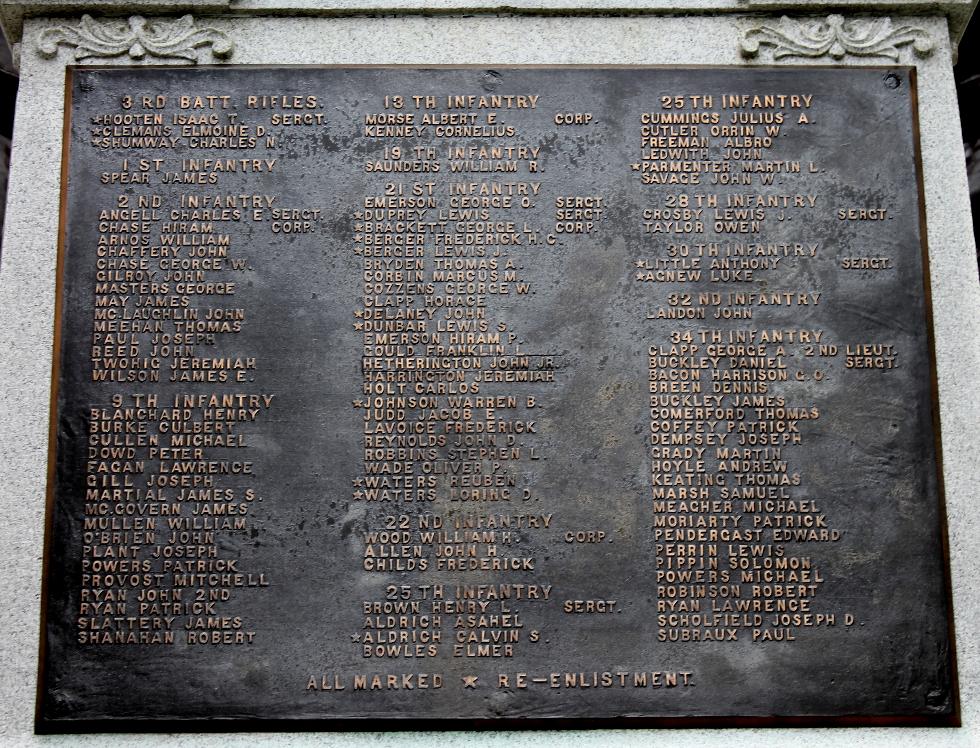 3 RD BATT. RIFLES.
★HOOTEN ISAAC T. SERGT.
★CLEMANS ELMOINE D.
★SHUMWAY CHARLES N.
1 ST INFANTRY
SPEAR JAMES
2 ND INFANTRY
ANGELL CHARLES E. SERGT.
CHASE HIRAM CORP.
ARNOS WILLIAM
CHAFFERY JOHN
CHASE GEORGE W.
GILROY JOHN
MASTERS GEORGE
MAY JAMES
MC.LAUGHLIN JOHN
MEEHAN THOMAS
PAUL JOSEPH
REED JOHN
TWOHIG JEREMIAH
WILSON JAMES E.
9 TH INFANTRY
BLANCHARD HENRY
BURKE CULBERT
CULLEN MICHAEL
DOWD PETER
FAGAN LAWRENCE
GILL JOSEPH
MARTIAL JAMES S.
MC.GOVERN JAMES
MULLEN WILLIAM
O'BRIEN JOHN
PLANT JOSEPH
POWERS PATRICK
PROVOST MITCHELL
RYAN JOHN 2ND
RYAN PATRICK
SLATTERY JAMES
SHANAHAN ROBERT
13 TH INFANTRY
MORSE ALBERT E. CORP.
KENNEY CORNELIUS
19 TH INFANTRY
SAUNDERS WILLIAM R.
21 ST INFANTRY
EMERSON GEORGE O. SERGT.
★DUPREY LEWIS SERGT.
★BRACKETT GEORGE L. CORP.
★BERGER FREDERICK H.C.
★BERGER LEWIS J.
BRYDEN THOMAS A.
CORBIN MARCUS M.
COZZENS GEORGE W.
CLAPP HORACE
★DELANEY JOHN
★DUNBAR LEWIS S.
EMERSON HIRAM P.
GOULD FRANKLIN L.
HETHERINGTON JOHN JR.
HARRINGTON JEREMIAH
HOLT CARLOS
★JOHNSON WARREN B.
JUDD JACOB E.
LAVOICE FREDERICK
REYNOLDS JOHN D.
ROBBINS STEPHEN L.
WADE OLIVER P.
★WATERS REUBEN
★WATERS LORING D.
22 ND INFANTRY
WOOD WILLIAM H. CORP.
ALLEN JOHN H.
CHILDS FREDERICK
25 TH INFANTRY
BROWN HENRY L. SERGT.
ALDRICH ASAHEL
★ALDRICH CALVIN S.
BOWLES ELMER
25 TH INFANTRY
CUMMINGS JULIUS A.
CUTLER ORRIN W.
FREEMAN ALBRO
LEDWITH JOHN
★PARMENTER MARTIN L.
SAVAGE JOHN W.
28 TH INFANTRY
CROSBY LEWIS J. SERGT.
TAYLOR OWEN
30 TH INFANTRY
★LITTLE ANTHONY SERGT.
★AGNEW LUKE
32 ND INFANTRY
LANDON JOHN
34 TH INFANTRY
CLAPP GEORGE A. 2ND LIEUT.
BUCKLEY DANIEL SERGT.
BACON HARRISON G.O.
BREEN DENNIS
BUCKLEY JAMES
COMERFORD THOMAS
COFFEY PATRICK
DEMPSEY JOSEPH
GRADY MARTIN
HOYLE ANDREW
KEATING THOMAS
MARSH SAMUEL
MEAGHER MICHAEL
MORIARTY PATRICK
PENDERGAST EDWARD
PERRIN LEWIS
PIPPIN SOLOMON
POWERS MICHAEL
ROBINSON ROBERT
RYAN LAWRENCE
SCHOLFIELD JOSEPH D.
SUBRAUX PAUL
ALL MARKED ★ RE-ENLISTMENT.